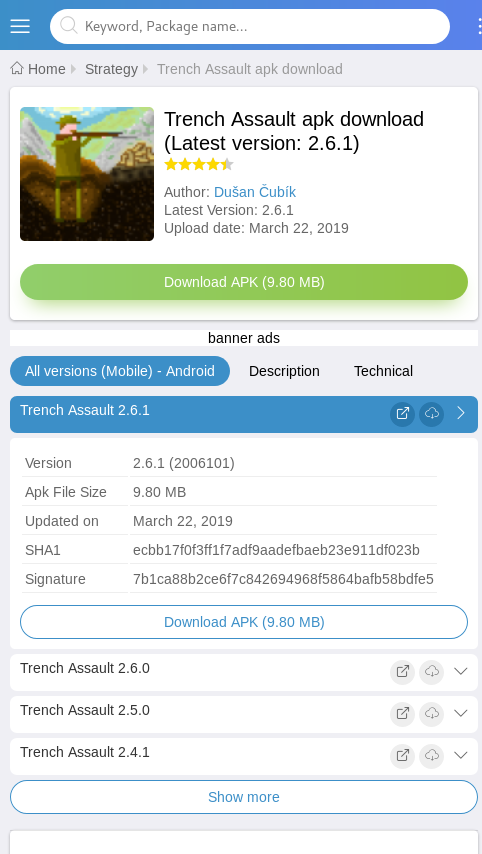 Keyword, Package name...
Home Strategy Trench Assault apk download
Trench Assault apk download
(Latest version: 2.6.1)
Author: Dušan Čubík
Latest Version: 2.6.1
Upload date: March 22, 2019
Download APK (9.80 MB)
banner ads
All versions (Mobile) - Android Description Technical
Trench Assault 2.6.1
Version 2.6.1 (2006101)
Apk File Size 9.80 MB
Updated on March 22, 2019
SHA1 ecbb17f0f3ff1f7adf9aadefbaeb23e911df023b
Signature 7b1ca88b2ce6f7c842694968f5864bafb58bdfe5
Download APK (9.80 MB)
Trench Assault 2.6.0
Trench Assault 2.5.0
Trench Assault 2.4.1
Show more